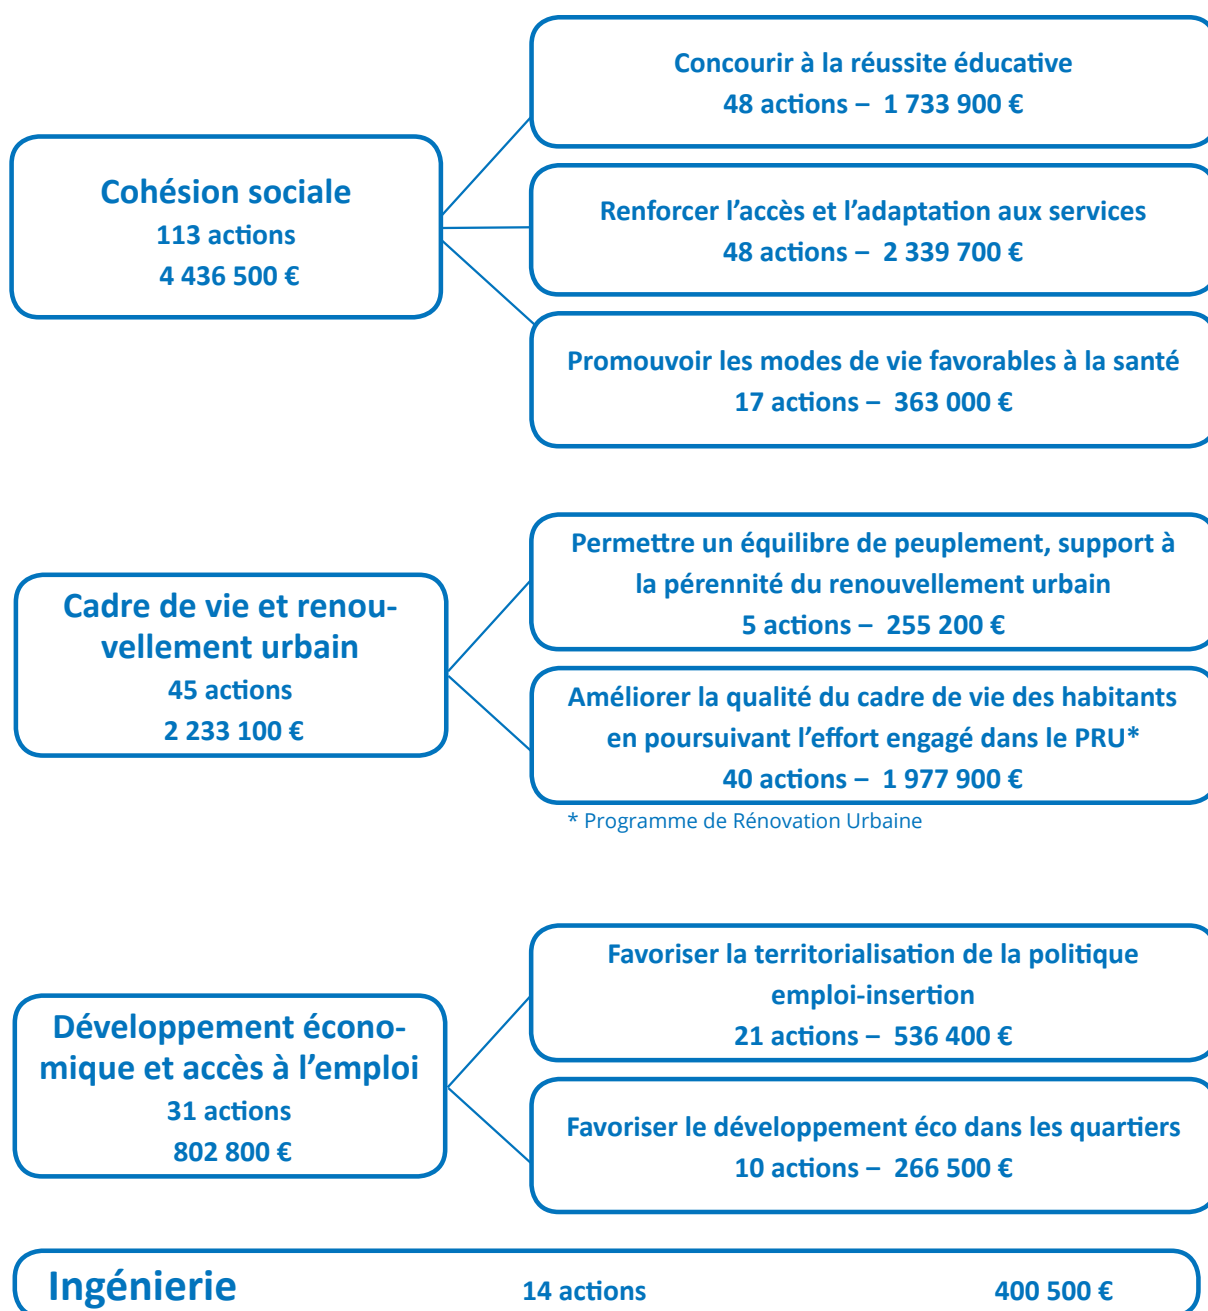 Cohésion sociale
113 actions
4 436 500 €
Concourir à la réussite éducative
48 actions – 1 733 900 €
Renforcer l’accès et l’adaptation aux services
48 actions – 2 339 700 €
Promouvoir les modes de vie favorables à la santé
17 actions – 363 000 €
Cadre de vie et renou-
vellement urbain
45 actions
2 233 100 €
Permettre un équilibre de peuplement, support à
la pérennité du renouvellement urbain
5 actions – 255 200 €
Améliorer la qualité du cadre de vie des habitants
en poursuivant l’effort engagé dans le PRU*
40 actions – 1 977 900 €
* Programme de Rénovation Urbaine
Développement écono-
mique et accès à l’emploi
31 actions
802 800 €
Favoriser la territorialisation de la politique
emploi-insertion
21 actions – 536 400 €
Favoriser le développement éco dans les quartiers
10 actions – 266 500 €
Ingénierie 14 actions 400 500 €